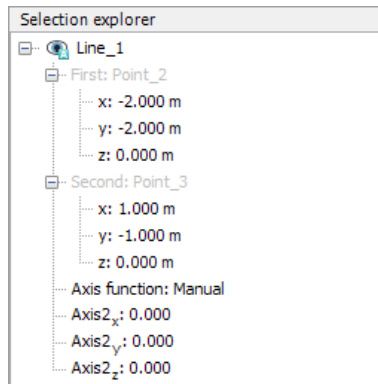 Selection explorer
Line_1
First: Point_2
x: -2.000 m
y: -2.000 m
z: 0.000 m
Second: Point_3
x: 1.000 m
y: -1.000 m
z: 0.000 m
Axis function: Manual
Axis2x: 0.000
Axis2y: 0.000
Axis2z: 0.000